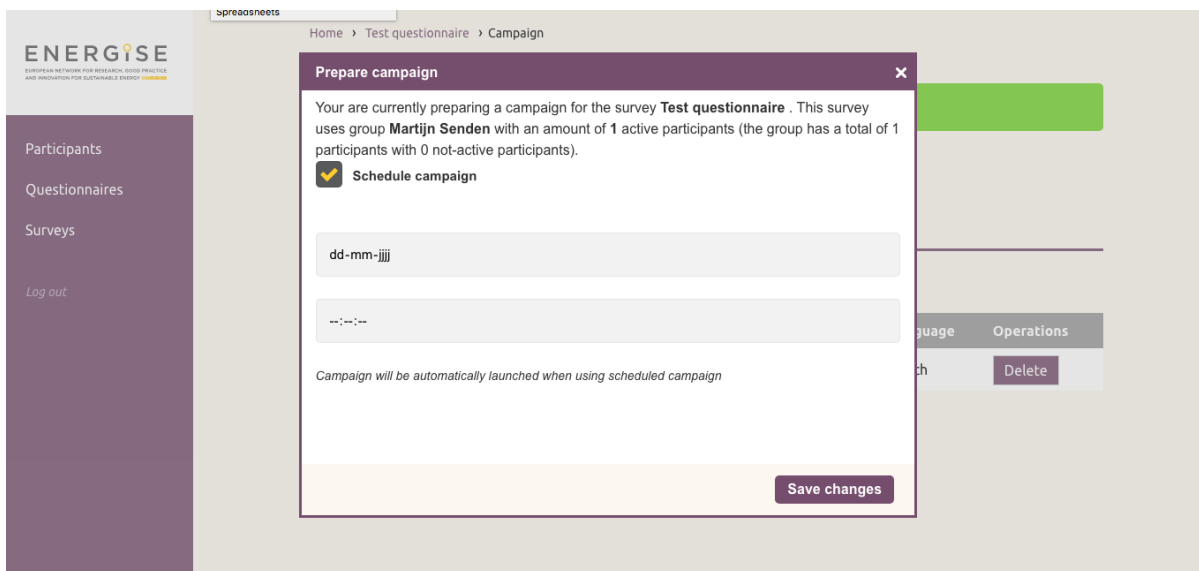 Spreadsheets
Home › Test questionnaire › Campaign
ENERGISE
EUROPEAN NETWORK FOR RESEARCH, GOOD PRACTICE
AND INNOVATION FOR SUSTAINABLE ENERGY
Prepare campaign ×
Your are currently preparing a campaign for the survey Test questionnaire . This survey
uses group Martijn Senden with an amount of 1 active participants (the group has a total of 1
participants with 0 not-active participants).
Schedule campaign
Participants
Questionnaires
Surveys
Log out
dd-mm-jjjj
--:--:--
guage Operations
Campaign will be automatically launched when using scheduled campaign
Delete
Save changes